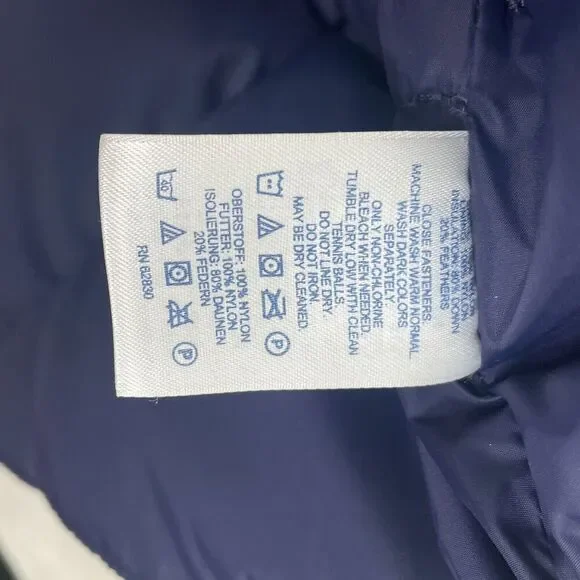 INSULATION: 80% DOWN
20% FEATHERS
CLOSE FASTENERS.
MACHINE WASH WARM NORMAL
WASH DARK COLORS
SEPARATELY.
ONLY NON-CHLORINE
BLEACH WHEN NEEDED.
TUMBLE DRY LOW WITH CLEAN
TENNIS BALLS.
DO NOT LINE DRY.
DO NOT IRON.
MAY BE DRY CLEANED.
P
OBERSTOFF: 100% NYLON
FUTTER: 100% NYLON
ISOLIERUNG: 80% DAUNEN
20% FEDERN
40°
P
RN 62830